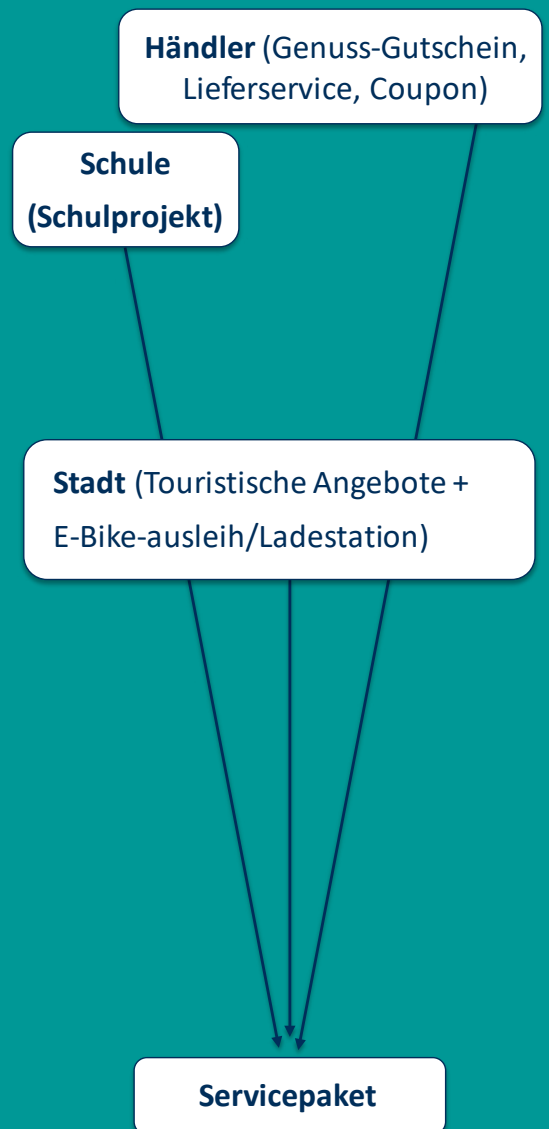 Händler (Genuss-Gutschein,
Lieferservice, Coupon)
Schule
(Schulprojekt)
Stadt (Touristische Angebote +
E-Bike-ausleih/Ladestation)
Servicepaket